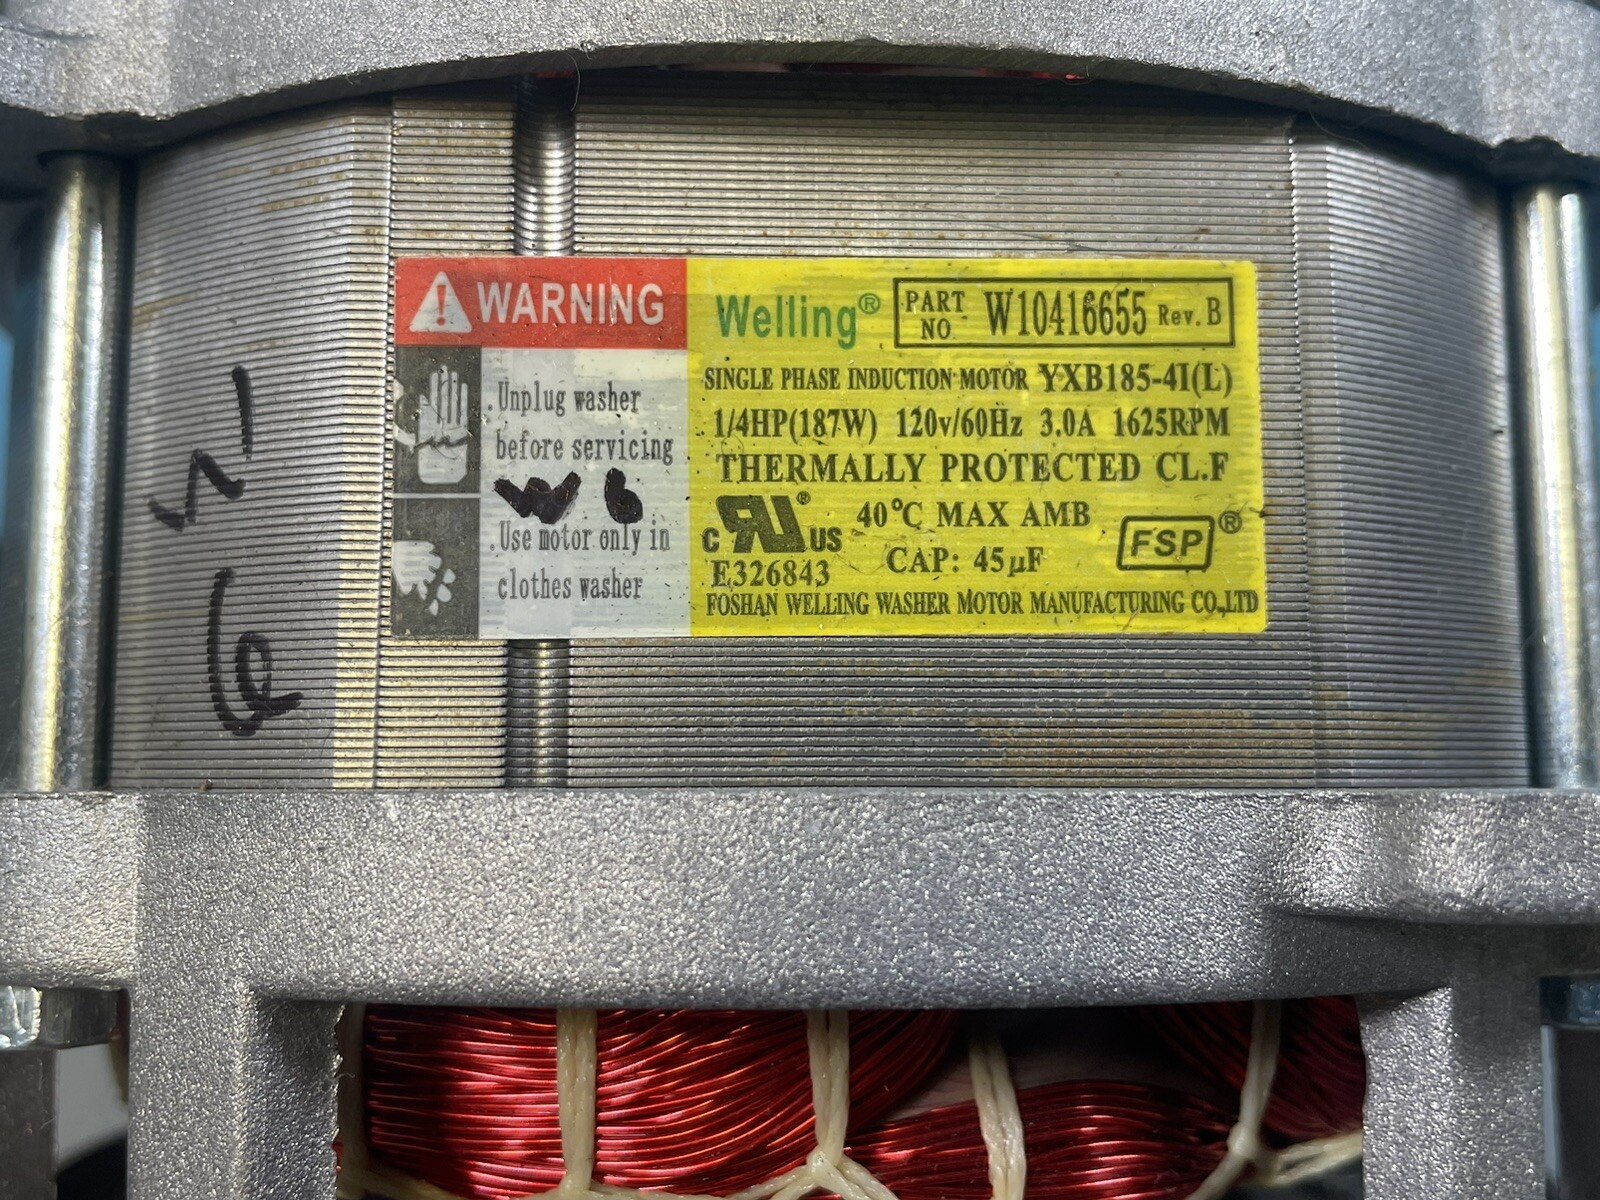 WARNING
.Unplug washer
before servicing
W 6
.Use motor only in
clothes washer
Welling®
PART NO. W10416655 Rev. B
SINGLE PHASE INDUCTION MOTOR YXB185-4I(L)
1/4HP(187W) 120v/60Hz 3.0A 1625RPM
THERMALLY PROTECTED CL.F
c RU® US 40°C MAX AMB FSP®
E326843 CAP: 45µF
FOSHAN WELLING WASHER MOTOR MANUFACTURING CO.,LTD